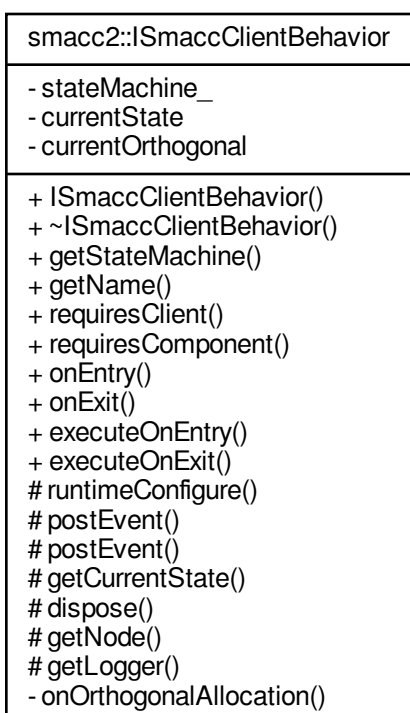 smacc2::ISmaccClientBehavior
- stateMachine_
- currentState
- currentOrthogonal
+ ISmaccClientBehavior()
+ ~ISmaccClientBehavior()
+ getStateMachine()
+ getName()
+ requiresClient()
+ requiresComponent()
+ onEntry()
+ onExit()
+ executeOnEntry()
+ executeOnExit()
# runtimeConfigure()
# postEvent()
# postEvent()
# getCurrentState()
# dispose()
# getNode()
# getLogger()
- onOrthogonalAllocation()